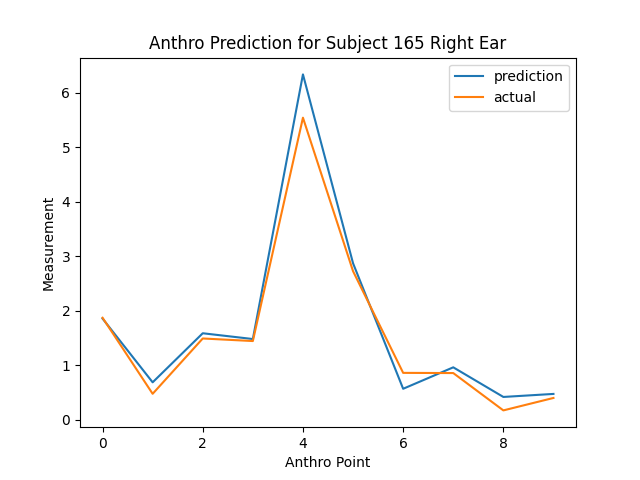 Anthro Prediction for Subject 165 Right Ear
prediction
actual
6
5
4
3
2
1
0
Measurement
0 2 4 6 8
Anthro Point